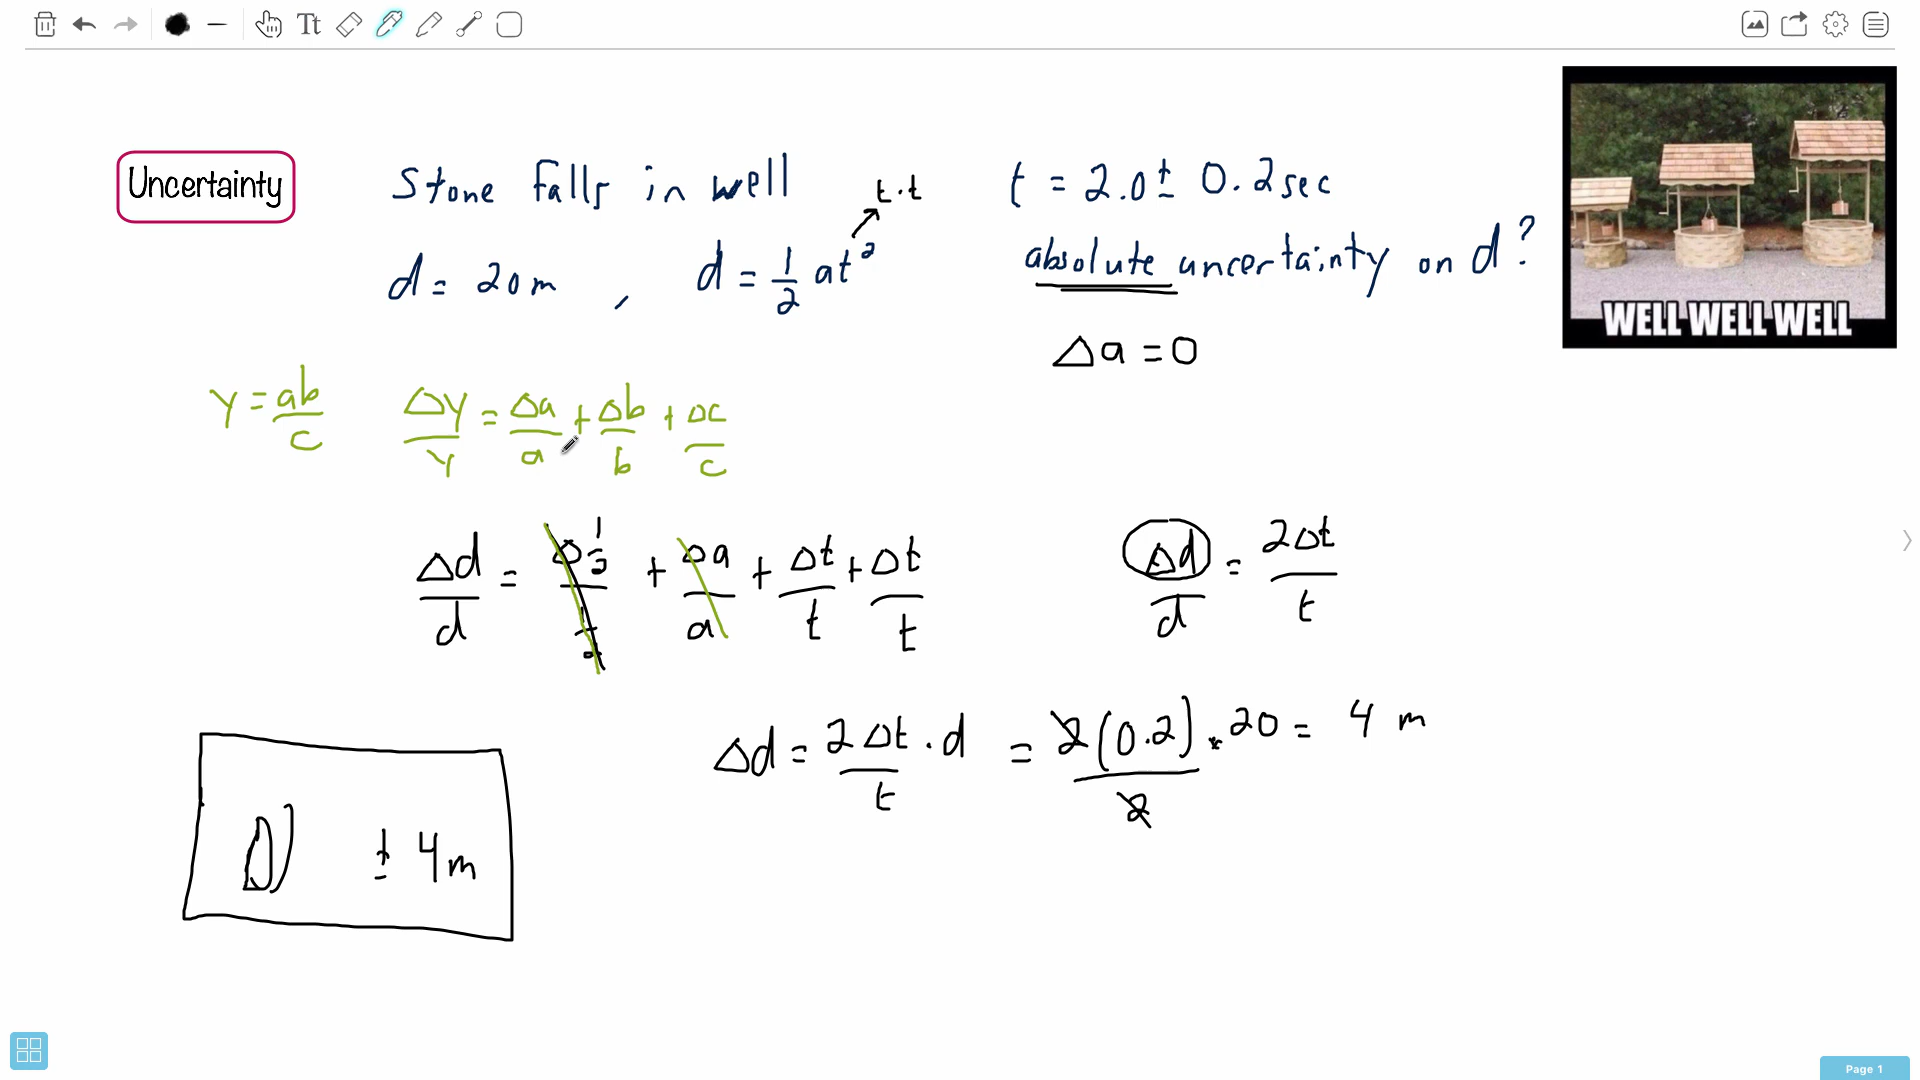 Tt
Uncertainty
Stone falls in well
t·t
t = 2.0 ± 0.2 sec
d = 20 m , d = 1/2 at²
absolute uncertainty on d?
WELL WELL WELL
Δa = 0
y = ab/c Δy/y = Δa/a + Δb/b + Δc/c
Δd/d = Δ1/2 / 1/2 + Δa/a + Δt/t + Δt/t
Δd/d = 2Δt/t
Δd = 2Δt/t · d = 2(0.2)/2 · 20 = 4 m
D) ± 4m
Page 1